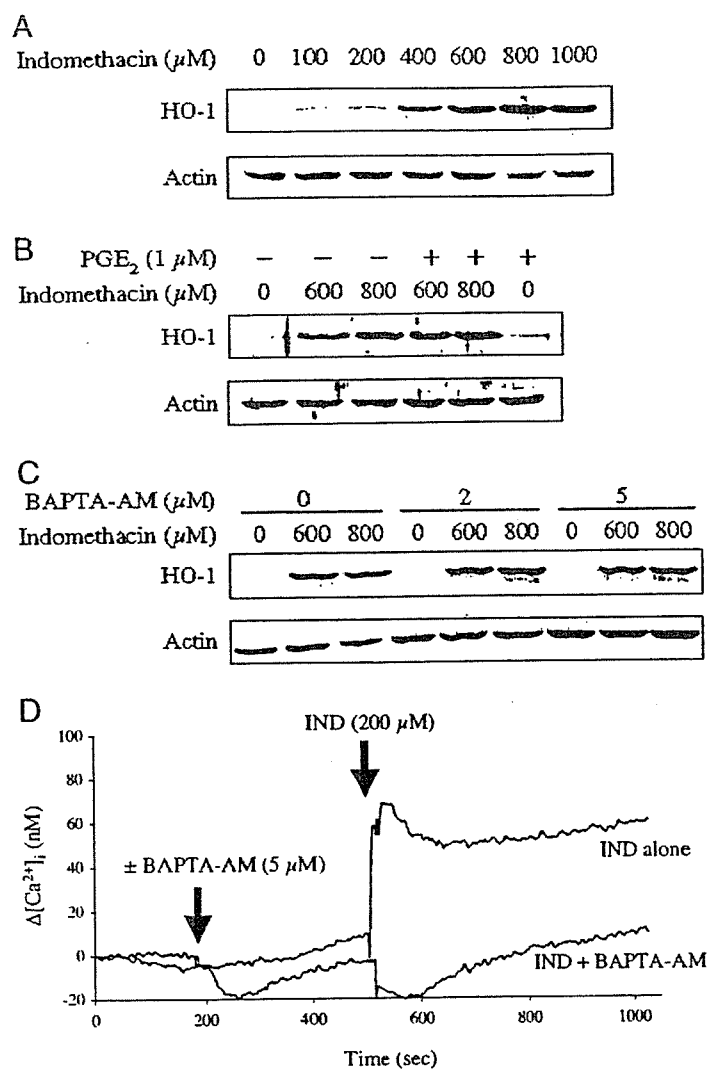 A
Indomethacin (μM) 0 100 200 400 600 800 1000
HO-1
Actin
B
PGE₂ (1 μM) − − − + + +
Indomethacin (μM) 0 600 800 600 800 0
HO-1
Actin
C
BAPTA-AM (μM) 0 2 5
Indomethacin (μM) 0 600 800 0 600 800 0 600 800
HO-1
Actin
D
IND (200 μM)
100
80
60
40
20
0
-20
Δ[Ca²⁺]ᵢ (nM)
± BAPTA-AM (5 μM)
IND alone
IND + BAPTA-AM
0 200 400 600 800 1000
Time (sec)